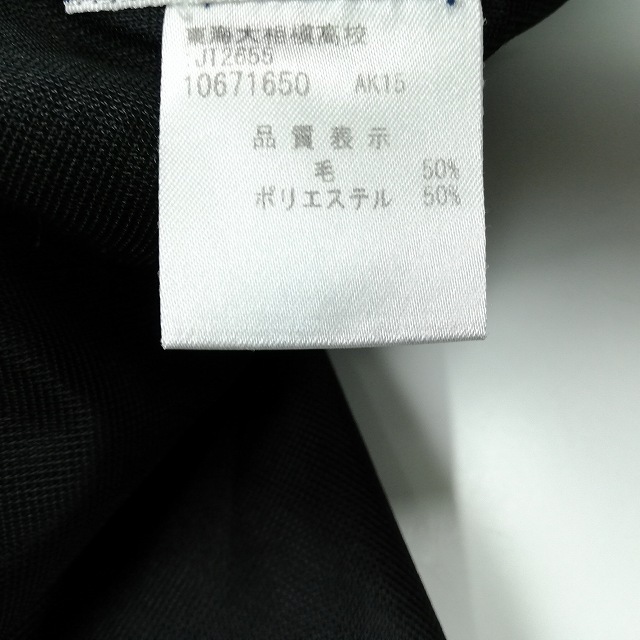 東海大相模高校
J12655
10671650 AK15
品質表示
毛 50%
ポリエステル 50%